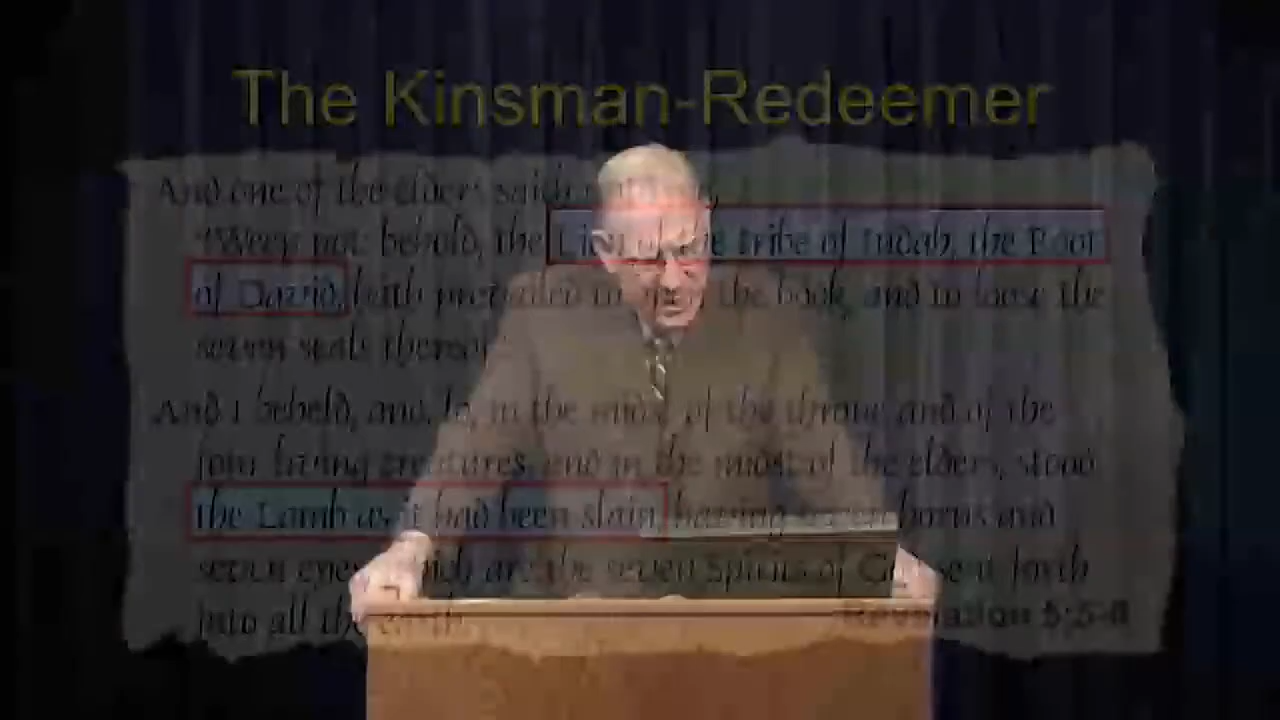 The Kinsman-Redeemer
And one of the elders saith
"Weep not: behold, the Lion of the tribe of Judah, the Root
of David, hath prevailed to the book, and to loose the
seven seals thereof
And I beheld, and, lo, in the midst of the throne and of the
four living creatures, and in the midst of the elders, stood
the Lamb as it had been slain, having seven horns and
seven eyes which are the seven Spirits of God sent forth
into all the earth
Revelation 5:5-6